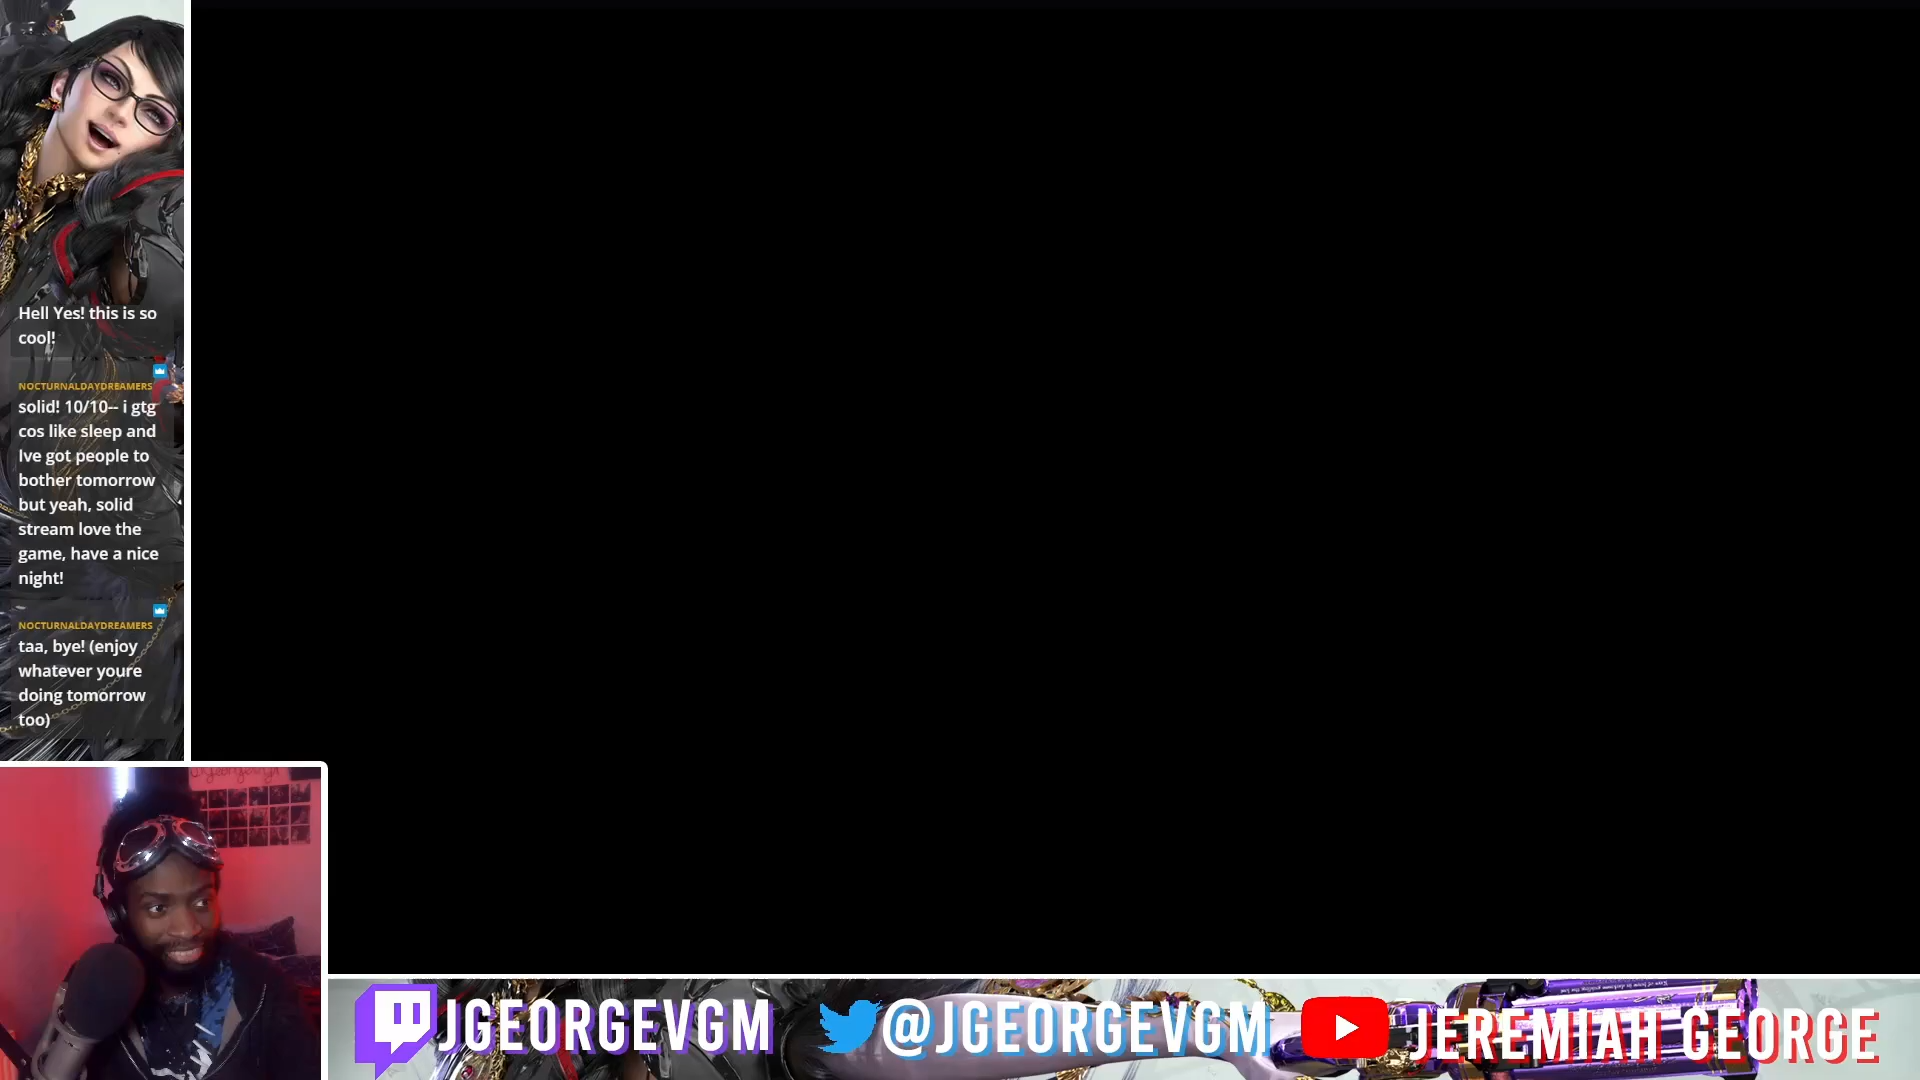 Hell Yes! this is so
cool!
NOCTURNALDAYDREAMERS
solid! 10/10-- i gtg
cos like sleep and
Ive got people to
bother tomorrow
but yeah, solid
stream love the
game, have a nice
night!
NOCTURNALDAYDREAMERS
taa, bye! (enjoy
whatever youre
doing tomorrow
too)
JGEORGEVGM
@JGEORGEVGM
JEREMIAH GEORGE